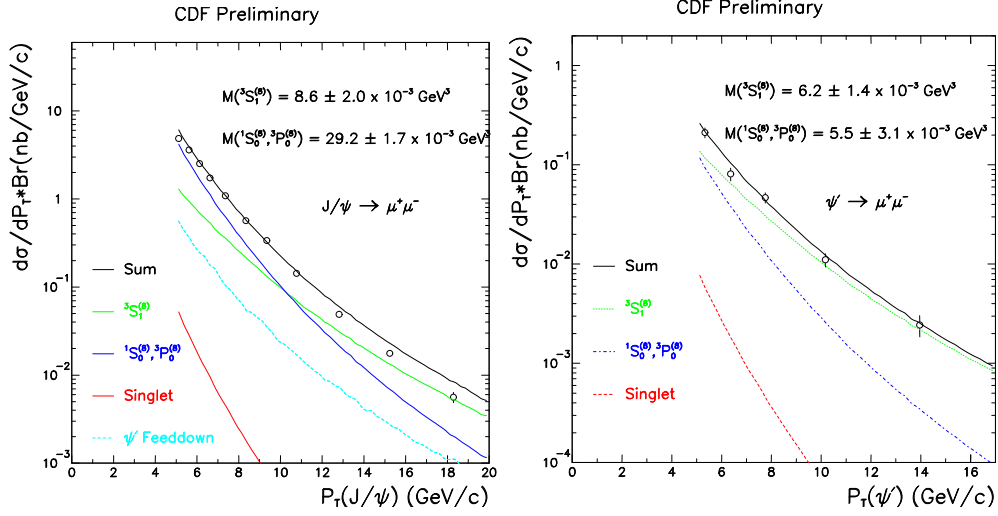 CDF Preliminary
dσ/dP_T*Br(nb/GeV/c)
10
1
10⁻¹
10⁻²
10⁻³
M(³S₁⁽⁸⁾) = 8.6 ± 2.0 x 10⁻³ GeV³
M(¹S₀⁽⁸⁾,³P₀⁽⁸⁾) = 29.2 ± 1.7 x 10⁻³ GeV³
J/ψ → μ⁺μ⁻
Sum
³S₁⁽⁸⁾
¹S₀⁽⁸⁾,³P₀⁽⁸⁾
Singlet
ψ′ Feeddown
0 2 4 6 8 10 12 14 16 18 20
P_T(J/ψ) (GeV/c)
CDF Preliminary
dσ/dP_T*Br(nb/GeV/c)
1
10⁻¹
10⁻²
10⁻³
10⁻⁴
M(³S₁⁽⁸⁾) = 6.2 ± 1.4 x 10⁻³ GeV³
M(¹S₀⁽⁸⁾,³P₀⁽⁸⁾) = 5.5 ± 3.1 x 10⁻³ GeV³
ψ′ → μ⁺μ⁻
Sum
³S₁⁽⁸⁾
¹S₀⁽⁸⁾,³P₀⁽⁸⁾
Singlet
0 2 4 6 8 10 12 14 16
P_T(ψ′) (GeV/c)